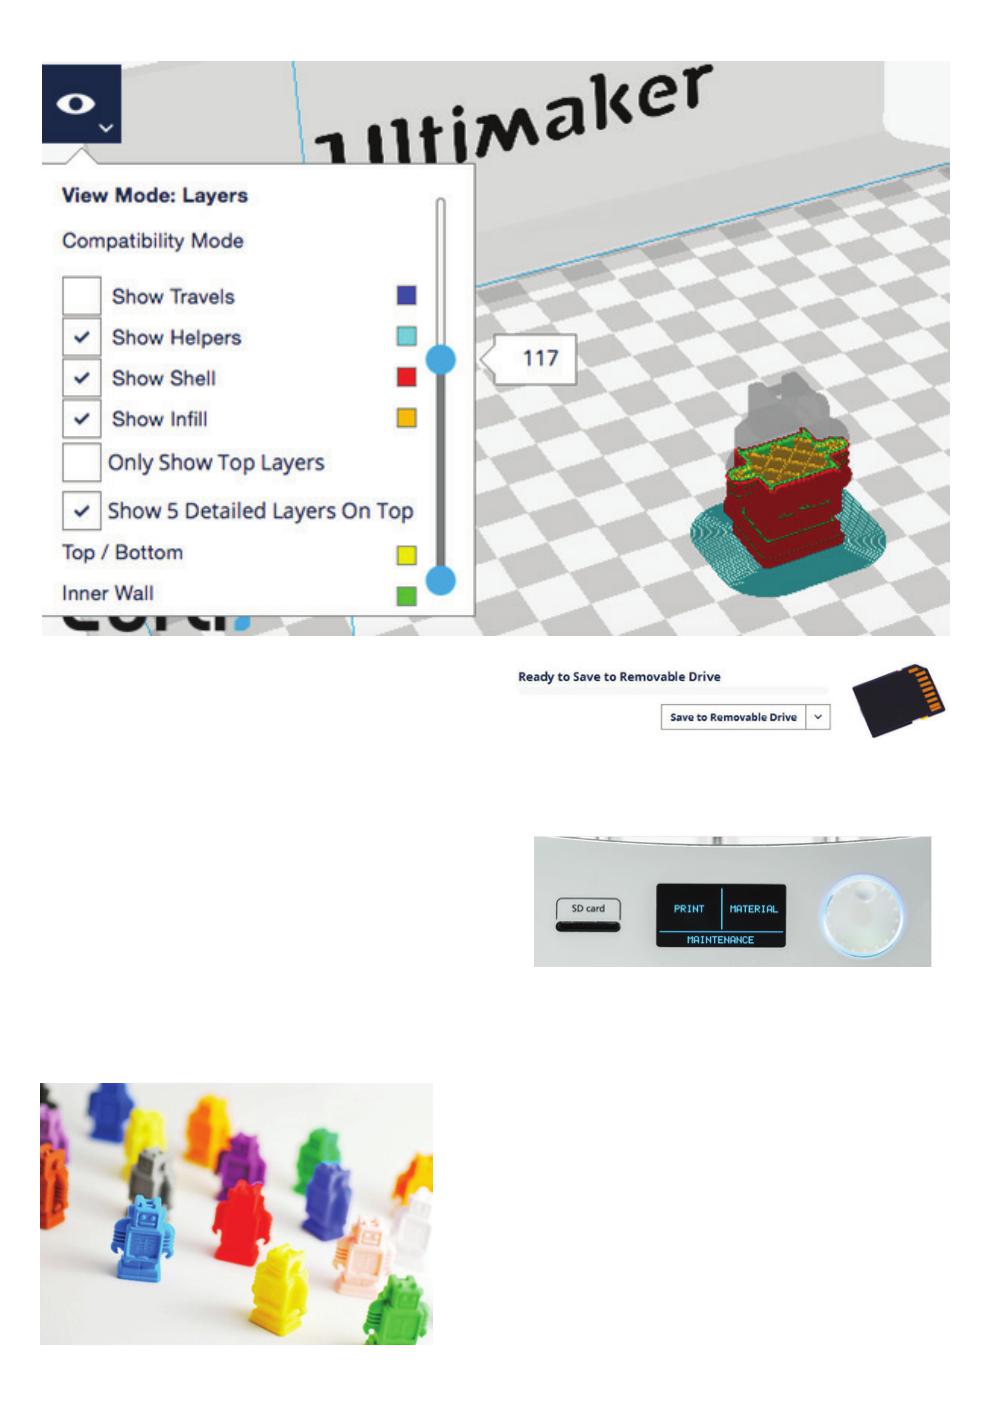 Ultimaker
View Mode: Layers
Compatibility Mode
Show Travels
Show Helpers
Show Shell
117
Show Infill
Only Show Top Layers
Show 5 Detailed Layers On Top
Top / Bottom
Inner Wall
Ready to Save to Removable Drive
Save to Removable Drive
SD card
PRINT
MATERIAL
MAINTENANCE